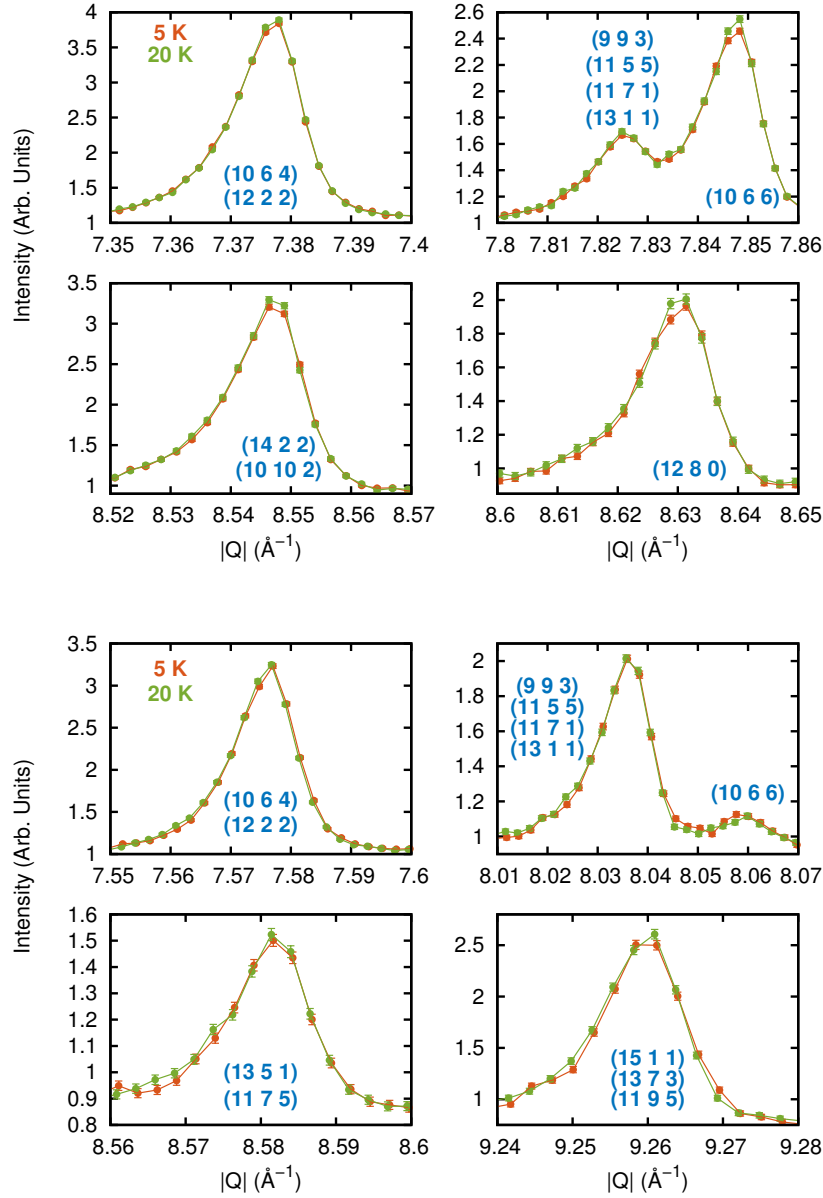 5 K
20 K
(10 6 4)
(12 2 2)
4
3.5
3
2.5
2
1.5
1
7.35 7.36 7.37 7.38 7.39 7.4
(9 9 3)
(11 5 5)
(11 7 1)
(13 1 1)
(10 6 6)
2.6
2.4
2.2
2
1.8
1.6
1.4
1.2
1
7.8 7.81 7.82 7.83 7.84 7.85 7.86
Intensity (Arb. Units)
3.5
3
2.5
2
1.5
1
(14 2 2)
(10 10 2)
8.52 8.53 8.54 8.55 8.56 8.57
|Q| (Å⁻¹)
2
1.8
1.6
1.4
1.2
1
(12 8 0)
8.6 8.61 8.62 8.63 8.64 8.65
|Q| (Å⁻¹)
5 K
20 K
(10 6 4)
(12 2 2)
3.5
3
2.5
2
1.5
1
7.55 7.56 7.57 7.58 7.59 7.6
(9 9 3)
(11 5 5)
(11 7 1)
(13 1 1)
(10 6 6)
2
1.8
1.6
1.4
1.2
1
8.01 8.02 8.03 8.04 8.05 8.06 8.07
Intensity (Arb. Units)
1.6
1.5
1.4
1.3
1.2
1.1
1
0.9
0.8
(13 5 1)
(11 7 5)
8.56 8.57 8.58 8.59 8.6
|Q| (Å⁻¹)
2.5
2
1.5
1
(15 1 1)
(13 7 3)
(11 9 5)
9.24 9.25 9.26 9.27 9.28
|Q| (Å⁻¹)